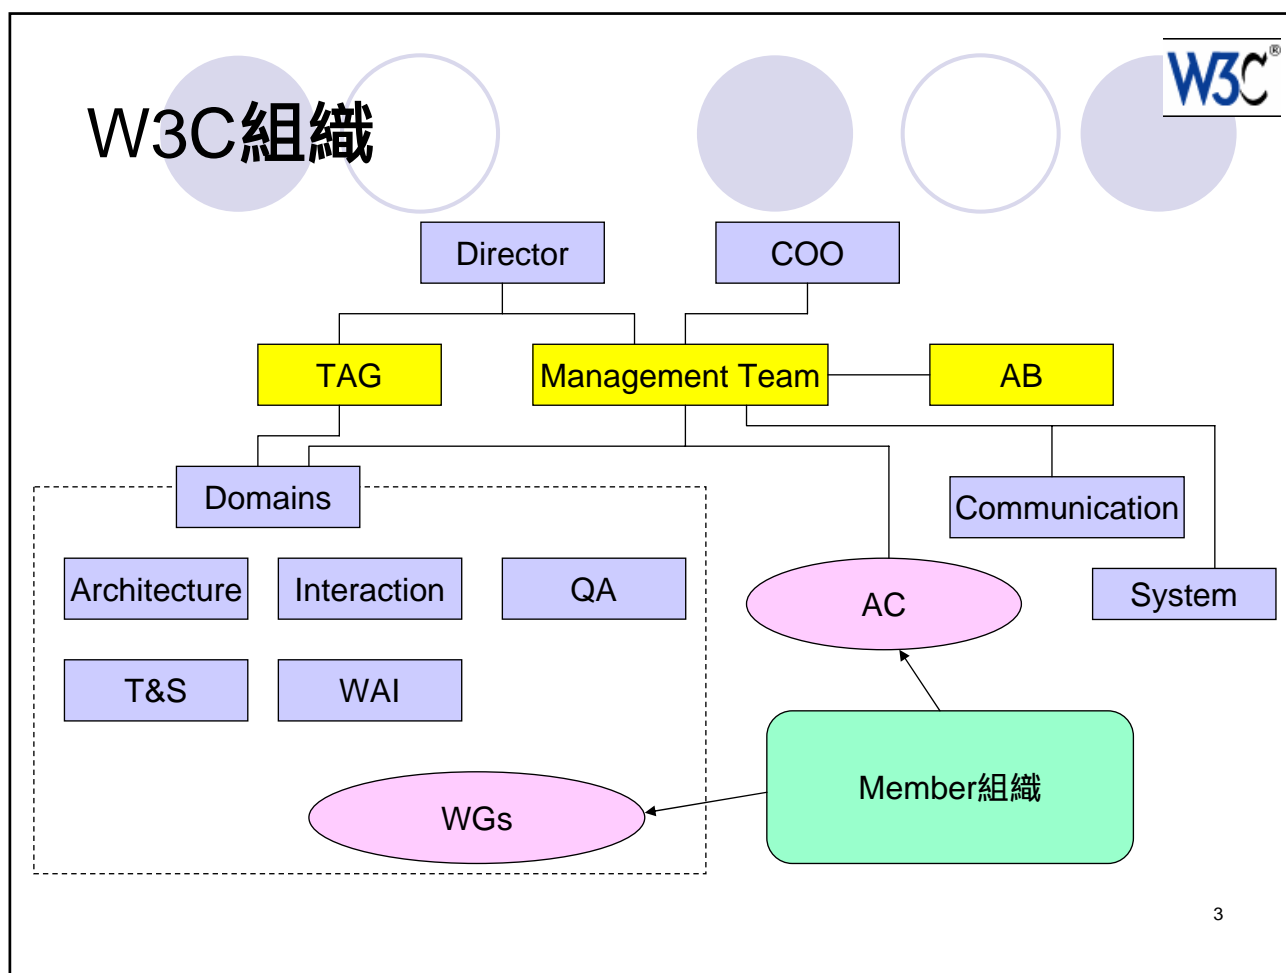 W3C®
W3C組織
Director
COO
TAG
Management Team
AB
Domains
Communication
Architecture
Interaction
QA
AC
System
T&S
WAI
Member組織
WGs
3